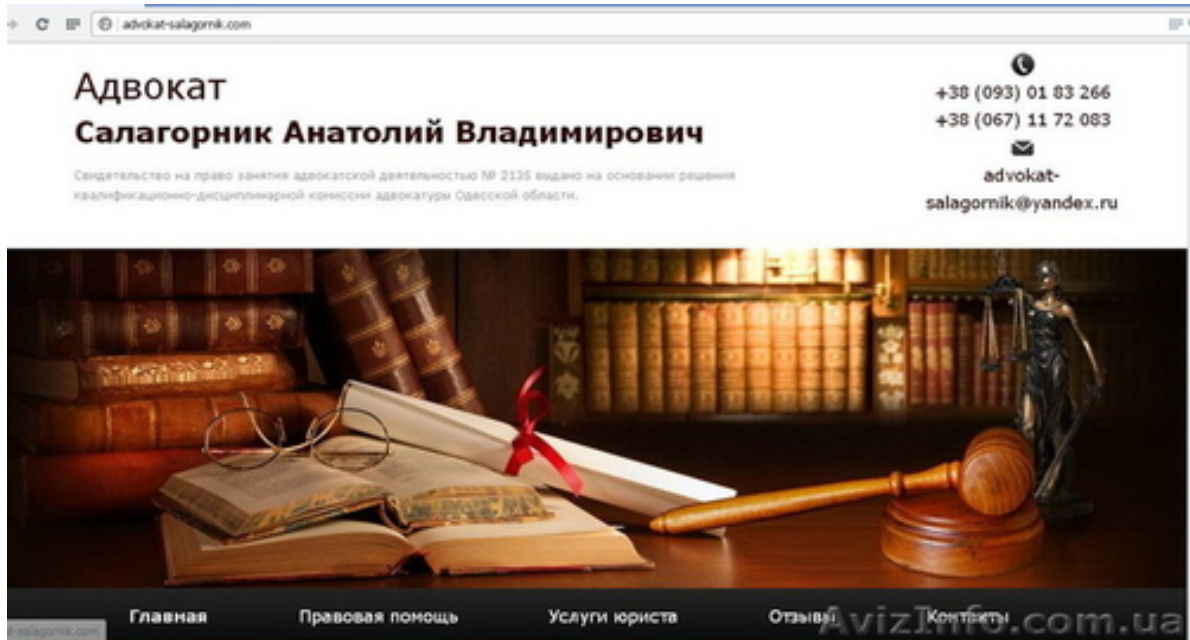 advokat-salagornik.com
Адвокат
Салагорник Анатолий Владимирович
Свидетельство на право занятия адвокатской деятельностью № 2135 выдано на основании решения
квалификационно-дисциплинарной комиссии адвокатуры Одесской области.
+38 (093) 01 83 266
+38 (067) 11 72 083
advokat-
salagornik@yandex.ru
Главная Правовая помощь Услуги юриста Отзывы Контакты
t-salagornik.com
AvizInfo.com.ua